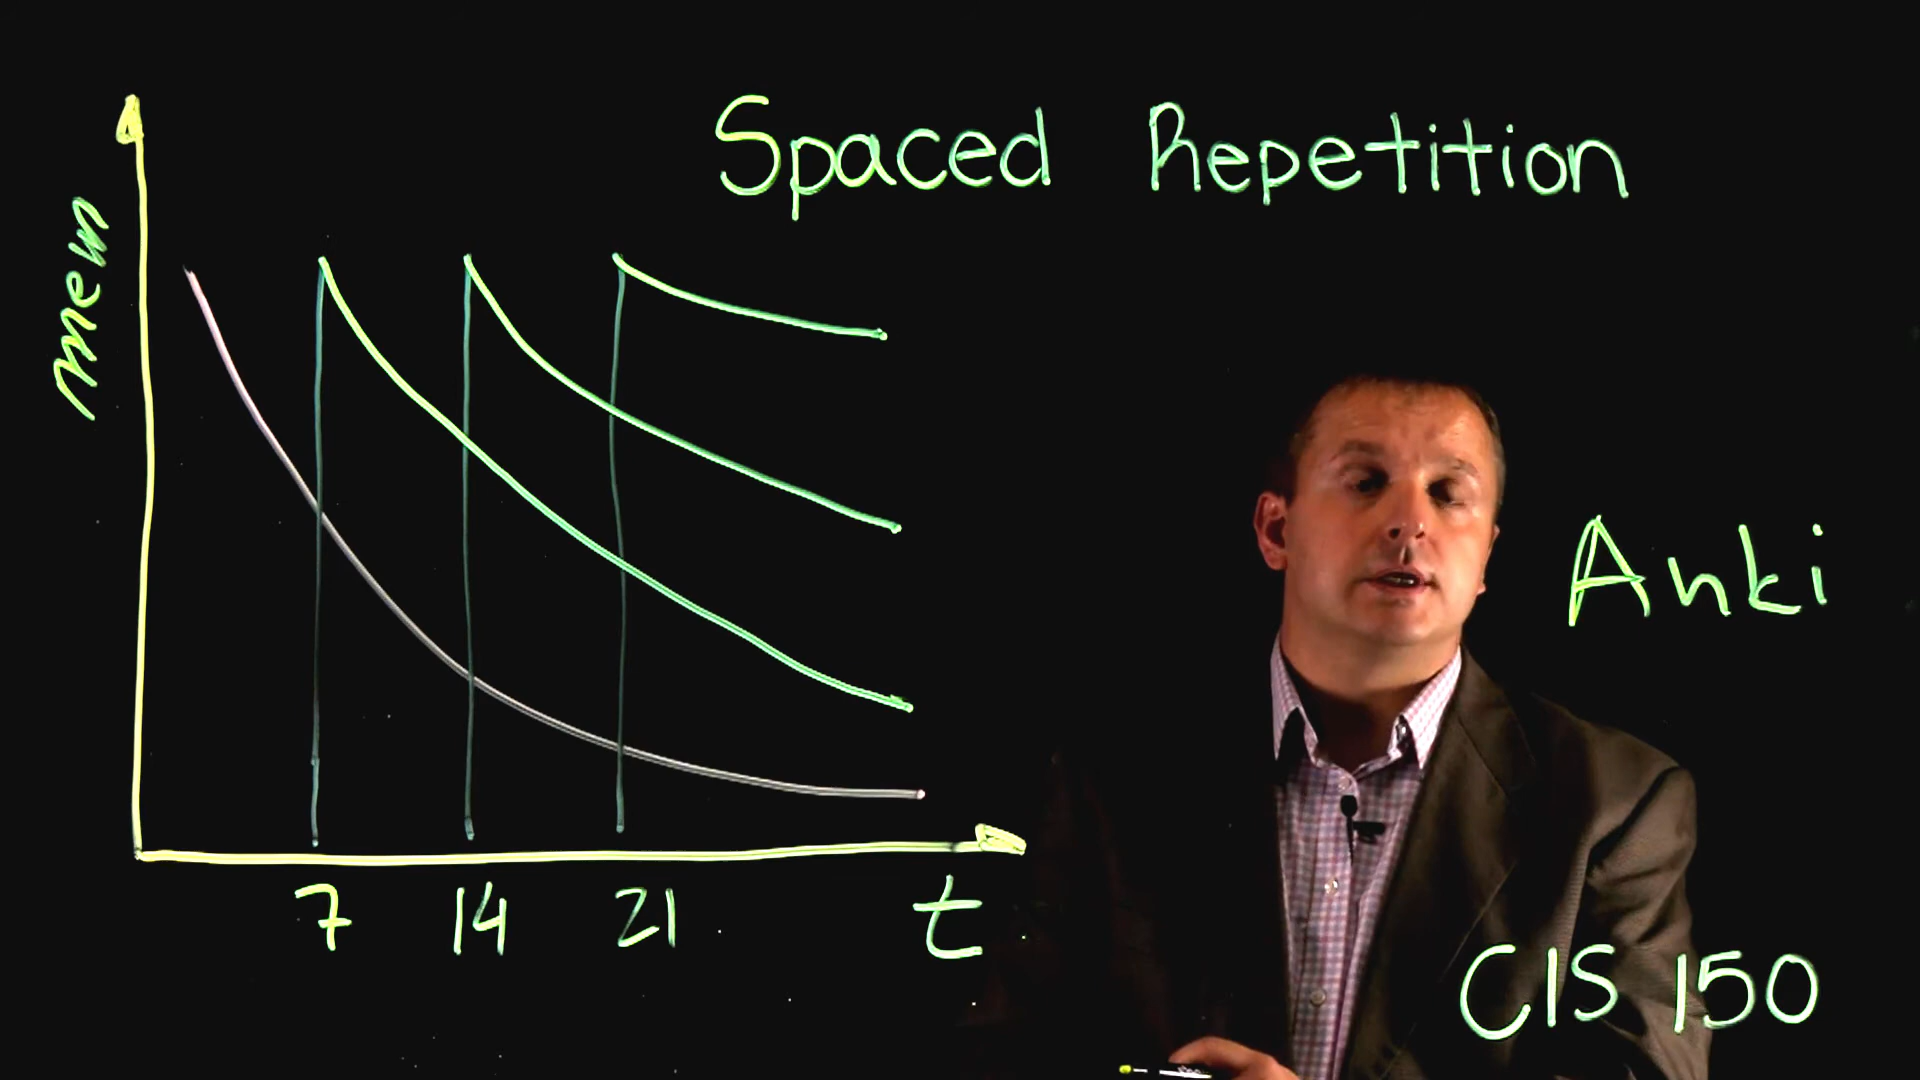 Spaced Repetition
mem
Anki
7 14 21 t
CIS 150